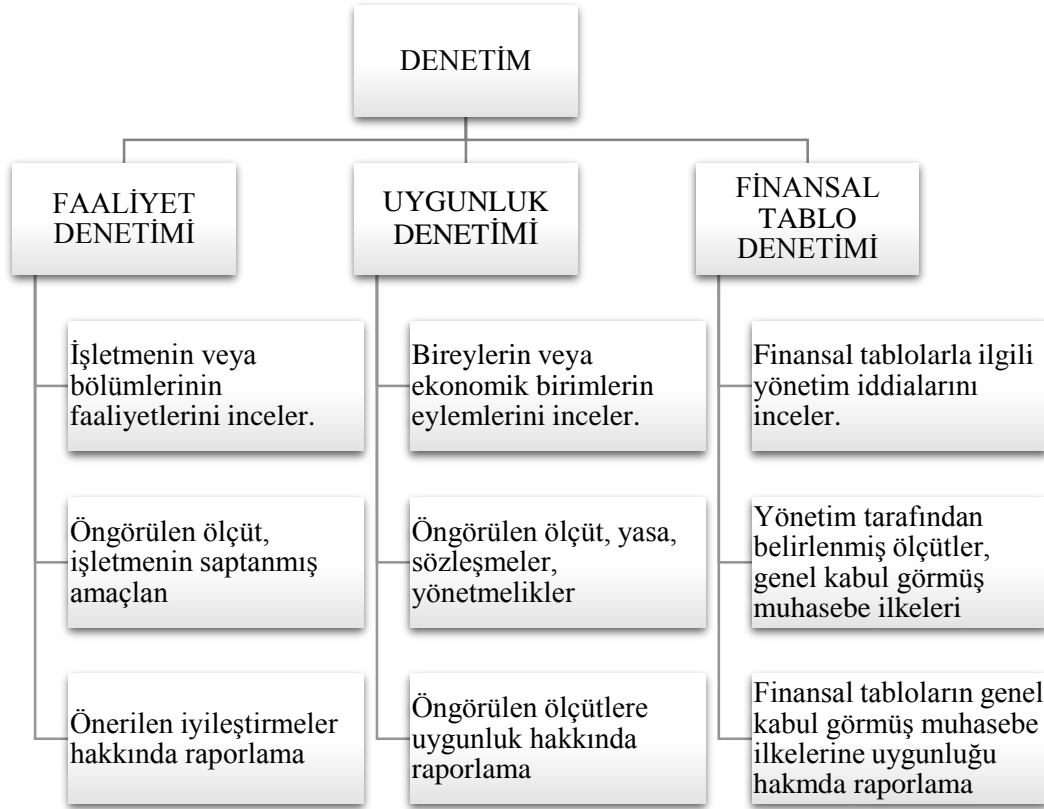 DENETİM
FAALİYET
DENETİMİ
UYGUNLUK
DENETİMİ
FİNANSAL
TABLO
DENETİMİ
İşletmenin veya
bölümlerinin
faaliyetlerini inceler.
Öngörülen ölçüt,
işletmenin saptanmış
amaçlan
Önerilen iyileştirmeler
hakkında raporlama
Bireylerin veya
ekonomik birimlerin
eylemlerini inceler.
Öngörülen ölçüt, yasa,
sözleşmeler,
yönetmelikler
Öngörülen ölçütlere
uygunluk hakkında
raporlama
Finansal tablolarla ilgili
yönetim iddialarını
inceler.
Yönetim tarafından
belirlenmiş ölçütler,
genel kabul görmüş
muhasebe ilkeleri
Finansal tabloların genel
kabul görmüş muhasebe
ilkelerine uygunluğu
hakmda raporlama